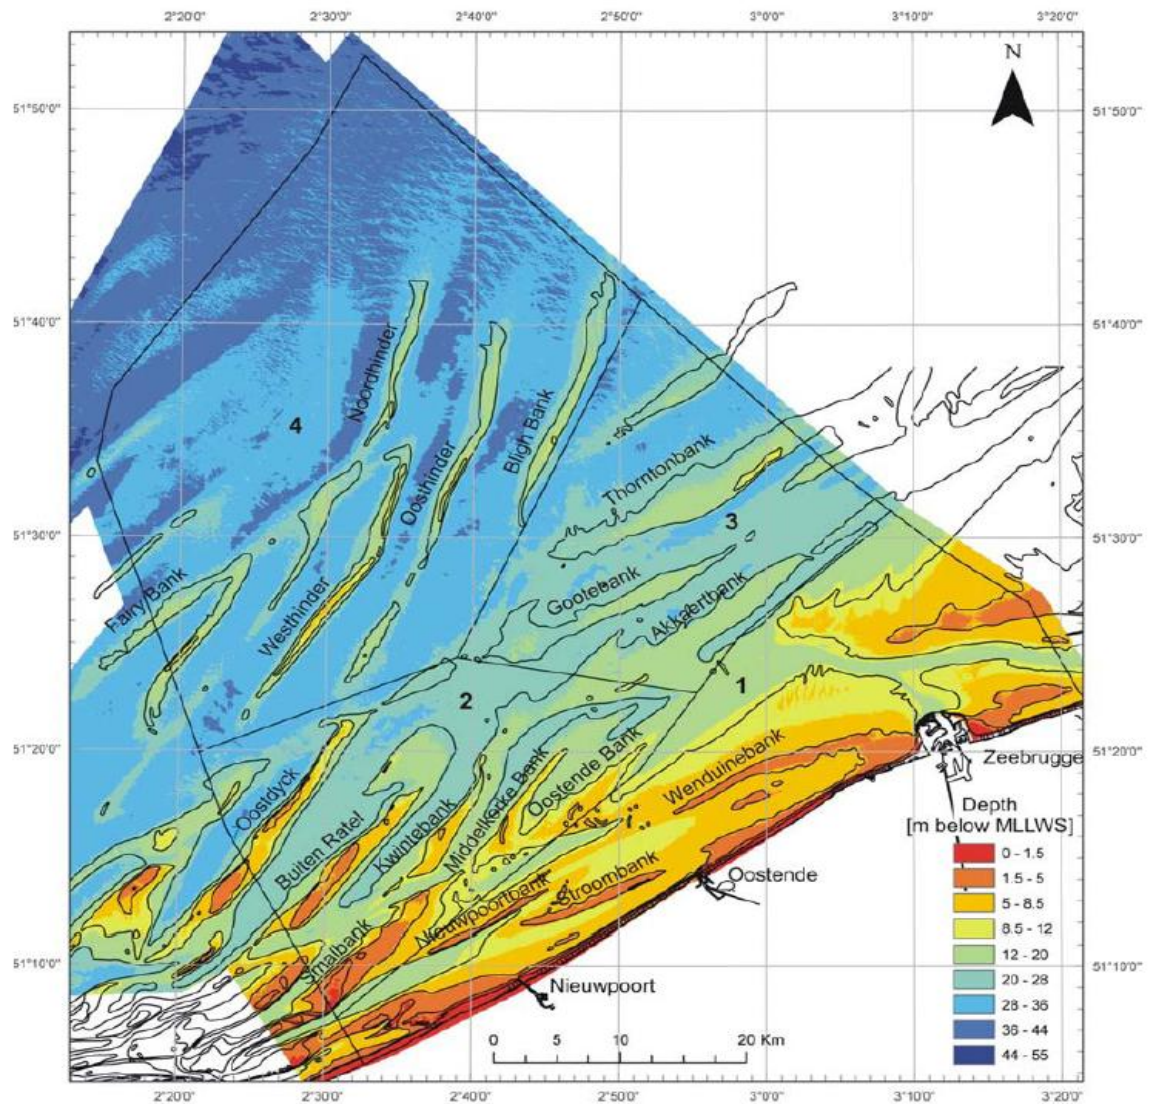 2°20'0" 2°30'0" 2°40'0" 2°50'0" 3°0'0" 3°10'0" 3°20'0"
N
51°50'0" 51°50'0"
51°40'0" 51°40'0"
Noordhinder
4
Bligh Bank
Oosthinder
Thorntonbank
3
51°30'0" 51°30'0"
Fairy Bank
Westhinder
Gootebank
Akkaertbank
1
2
51°20'0" 51°20'0"
Oostdyck
Buiten Ratel
Kwintebank
Middelkerke Bank
Oostende Bank
Wenduinebank
Zeebrugge
Depth
[m below MLLWS]
0 - 1.5
1.5 - 5
5 - 8.5
8.5 - 12
12 - 20
20 - 28
28 - 36
36 - 44
44 - 55
Oostende
Stroombank
Nieuwpoortbank
Smalbank
51°10'0" 51°10'0"
Nieuwpoort
0 5 10 20 Km
2°20'0" 2°30'0" 2°40'0" 2°50'0" 3°0'0" 3°10'0" 3°20'0"